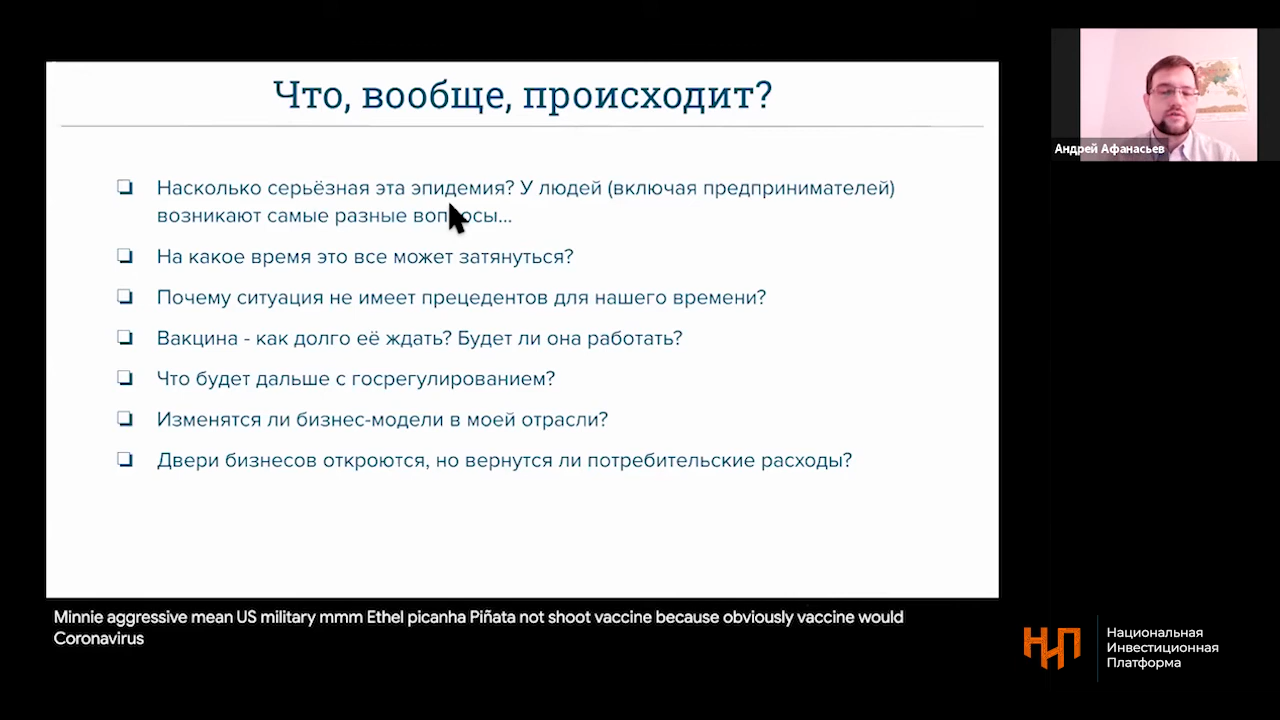 Что, вообще, происходит?
Насколько серьёзная эта эпидемия? У людей (включая предпринимателей)
возникают самые разные вопросы...
На какое время это все может затянуться?
Почему ситуация не имеет прецедентов для нашего времени?
Вакцина - как долго её ждать? Будет ли она работать?
Что будет дальше с госрегулированием?
Изменятся ли бизнес-модели в моей отрасли?
Двери бизнесов откроются, но вернутся ли потребительские расходы?
Андрей Афанасьев
Minnie aggressive mean US military mmm Ethel picanha Piñata not shoot vaccine because obviously vaccine would
Coronavirus
НИП
Национальная
Инвестиционная
Платформа